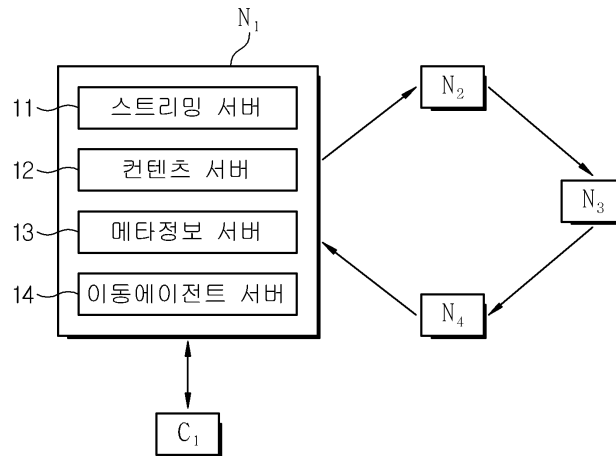 N₁
11 스트리밍 서버
12 컨텐츠 서버
13 메타정보 서버
14 이동에이전트 서버
N₂
N₃
N₄
C₁